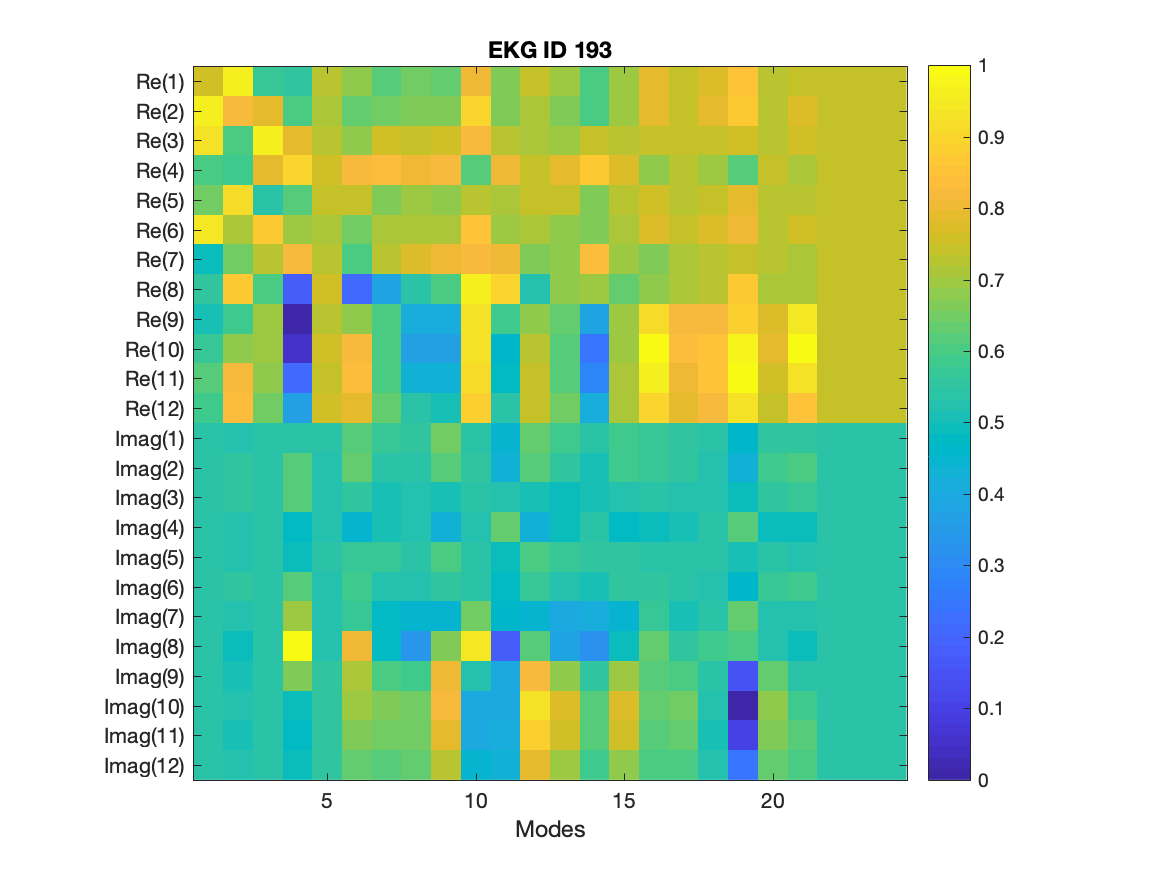 EKG ID 193
Re(1)
Re(2)
Re(3)
Re(4)
Re(5)
Re(6)
Re(7)
Re(8)
Re(9)
Re(10)
Re(11)
Re(12)
Imag(1)
Imag(2)
Imag(3)
Imag(4)
Imag(5)
Imag(6)
Imag(7)
Imag(8)
Imag(9)
Imag(10)
Imag(11)
Imag(12)
5 10 15 20
Modes
1
0.9
0.8
0.7
0.6
0.5
0.4
0.3
0.2
0.1
0